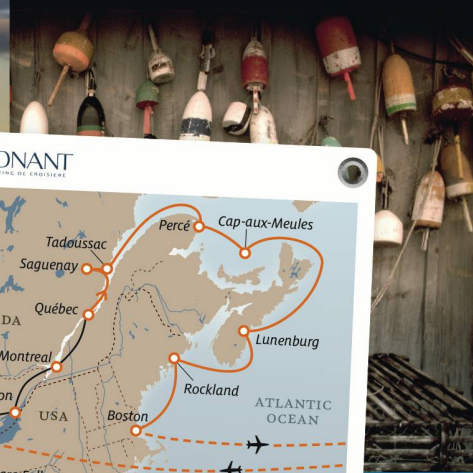 ONANT
ING DE CROISIÈRE
Percé
Cap-aux-Meules
Tadoussac
Saguenay
Québec
DA
Lunenburg
Montreal
Rockland
on
USA
Boston
ATLANTIC
OCEAN